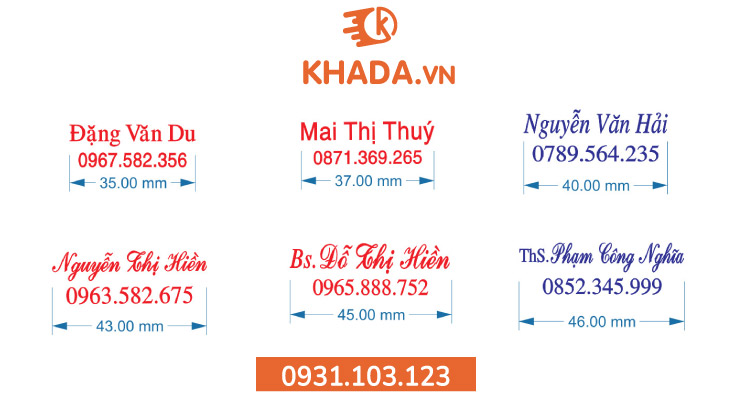 k
KHADA.VN
Đặng Văn Du
0967.582.356
35.00 mm
Mai Thị Thuý
0871.369.265
37.00 mm
Nguyễn Văn Hải
0789.564.235
40.00 mm
Nguyễn Thị Hiền
0963.582.675
43.00 mm
Bs.Đỗ Thị Hiền
0965.888.752
45.00 mm
ThS.Phạm Công Nghĩa
0852.345.999
46.00 mm
0931.103.123